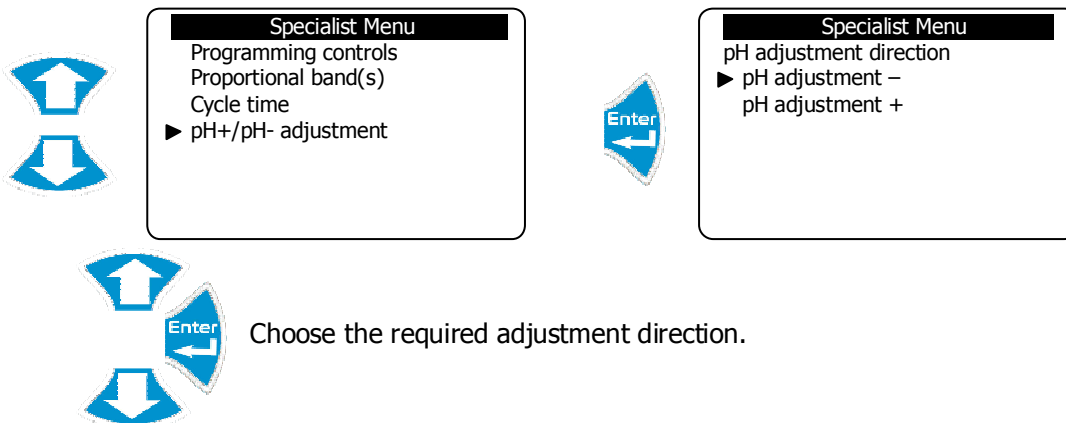 Specialist Menu
Programming controls
Proportional band(s)
Cycle time
▶ pH+/pH- adjustment
Enter
Specialist Menu
pH adjustment direction
▶ pH adjustment –
pH adjustment +
Enter
Choose the required adjustment direction.